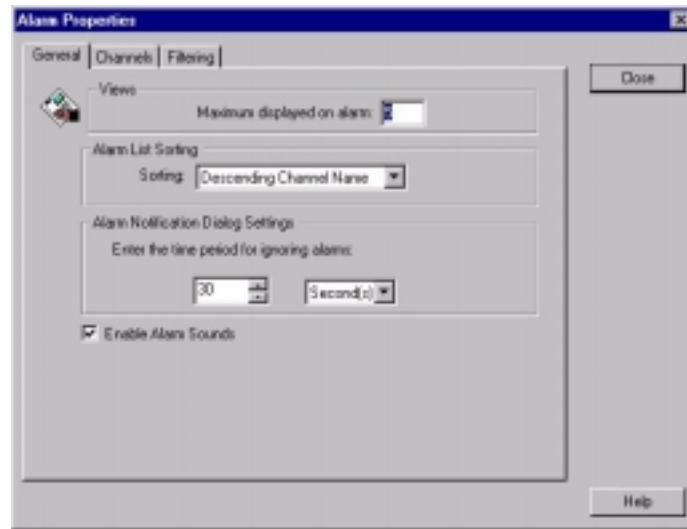 Alarm Properties
General Channels Filtering
Close
Views
Maximum displayed on alarm:
Alarm List Sorting
Sorting: Descending Channel Name
Alarm Notification Dialog Settings
Enter the time period for ignoring alarms:
30 Second(s)
Enable Alarm Sounds
Help